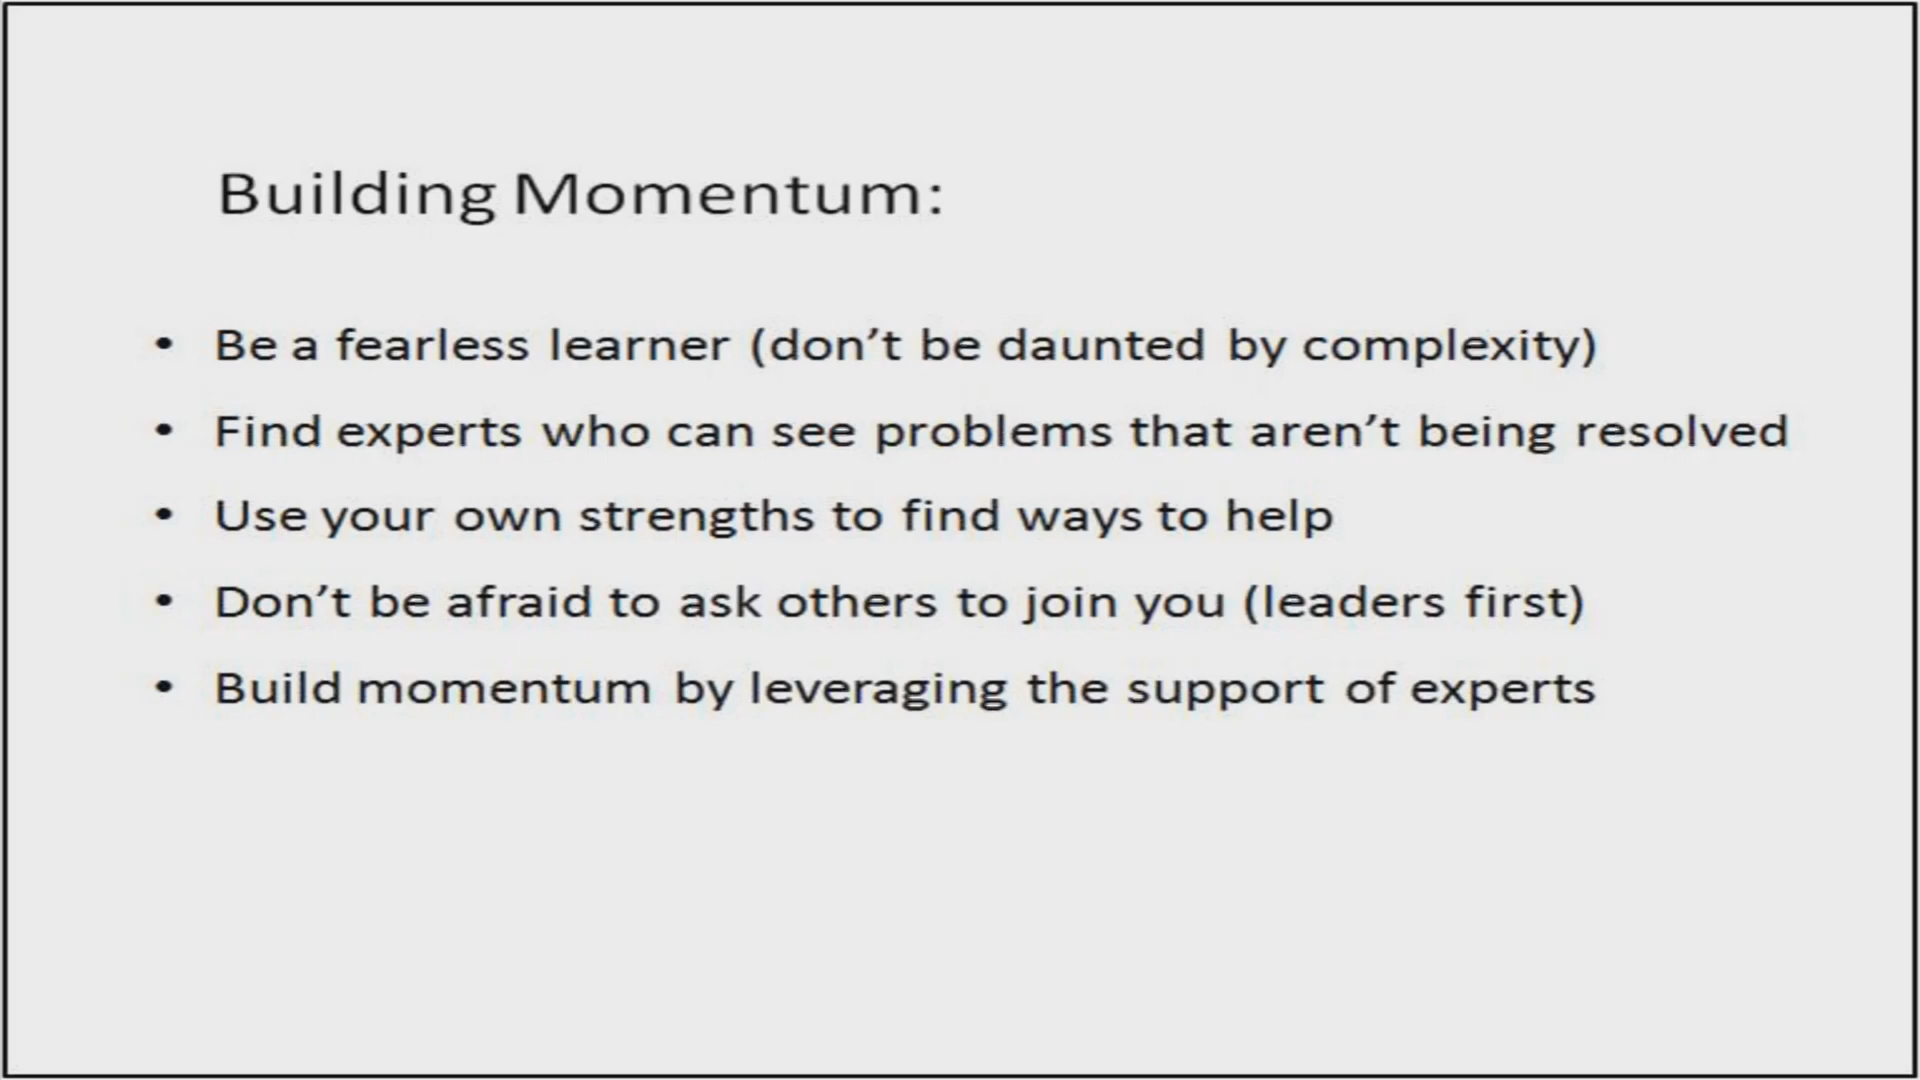 Building Momentum:
• Be a fearless learner (don’t be daunted by complexity)
• Find experts who can see problems that aren’t being resolved
• Use your own strengths to find ways to help
• Don’t be afraid to ask others to join you (leaders first)
• Build momentum by leveraging the support of experts